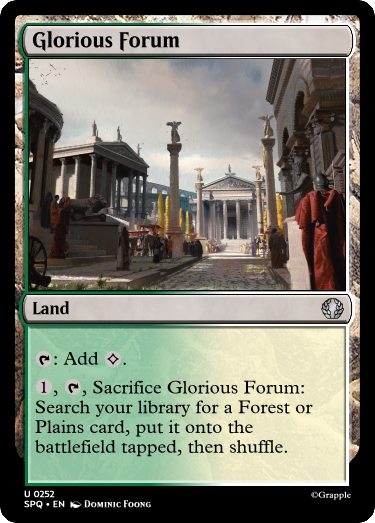 Glorious Forum
Land
: Add .
1, , Sacrifice Glorious Forum:
Search your library for a Forest or
Plains card, put it onto the
battlefield tapped, then shuffle.
U 0252
SPQ • EN Dominic Foong
©Grapple